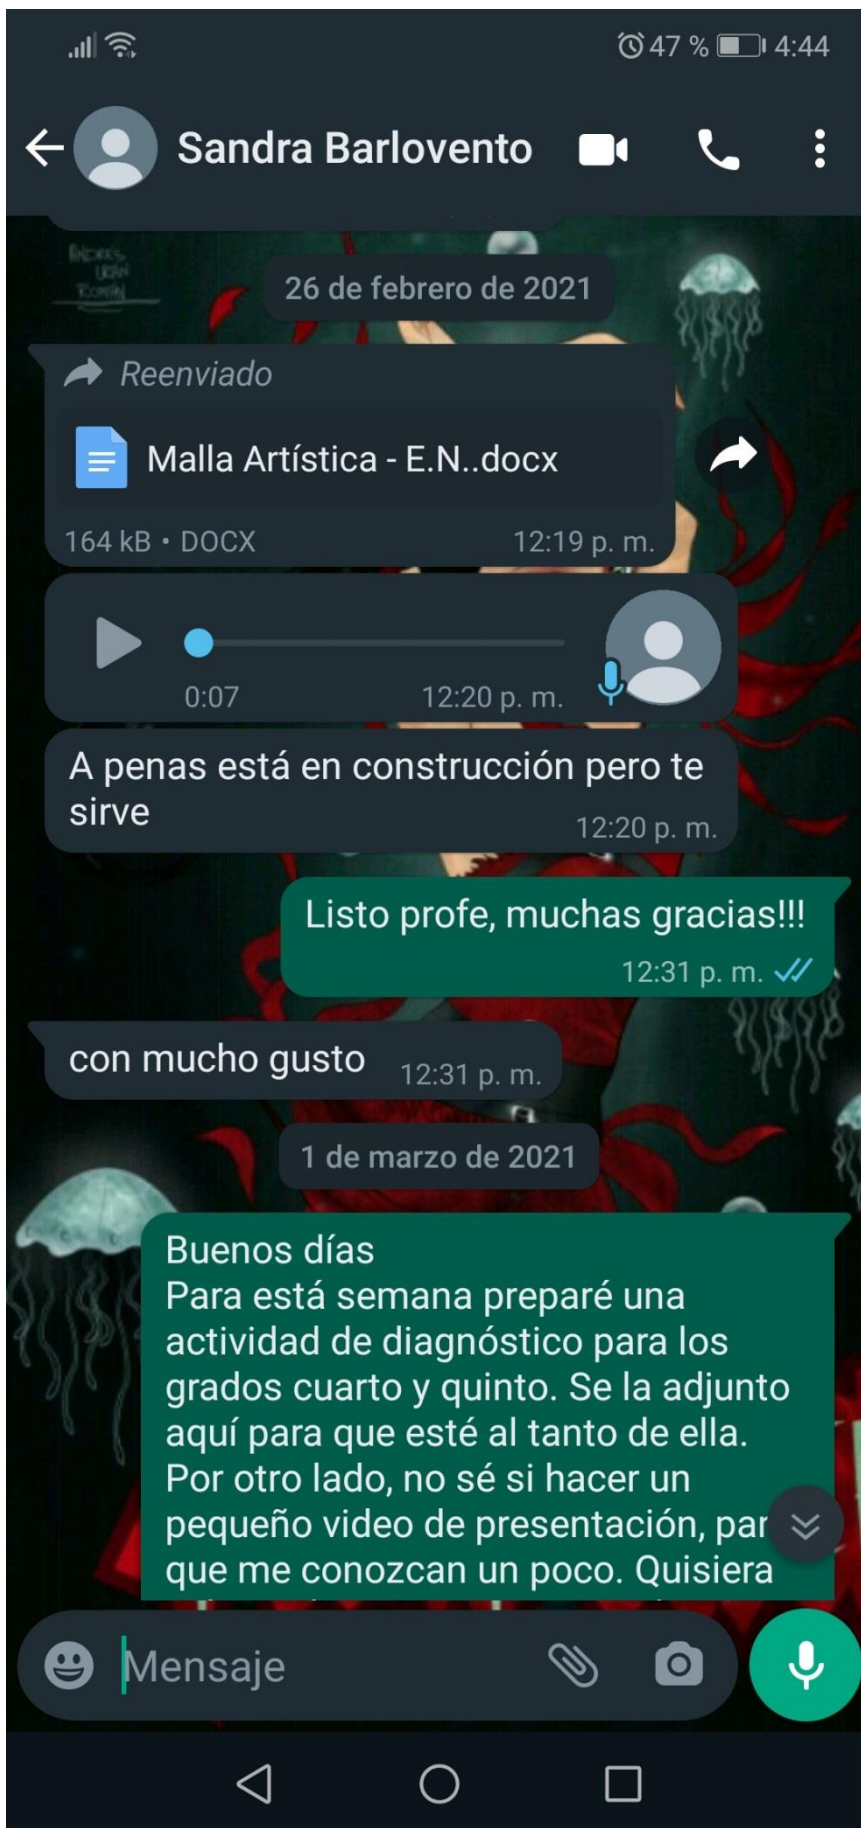 47 % 4:44
Sandra Barlovento
ANDRÉS
URÁN
ROMÁN
26 de febrero de 2021
Reenviado
Malla Artística - E.N..docx
164 kB • DOCX 12:19 p. m.
0:07 12:20 p. m.
A penas está en construcción pero te
sirve
12:20 p. m.
Listo profe, muchas gracias!!!
12:31 p. m.
con mucho gusto 12:31 p. m.
1 de marzo de 2021
Buenos días
Para está semana preparé una
actividad de diagnóstico para los
grados cuarto y quinto. Se la adjunto
aquí para que esté al tanto de ella.
Por otro lado, no sé si hacer un
pequeño video de presentación, par
que me conozcan un poco. Quisiera
Mensaje